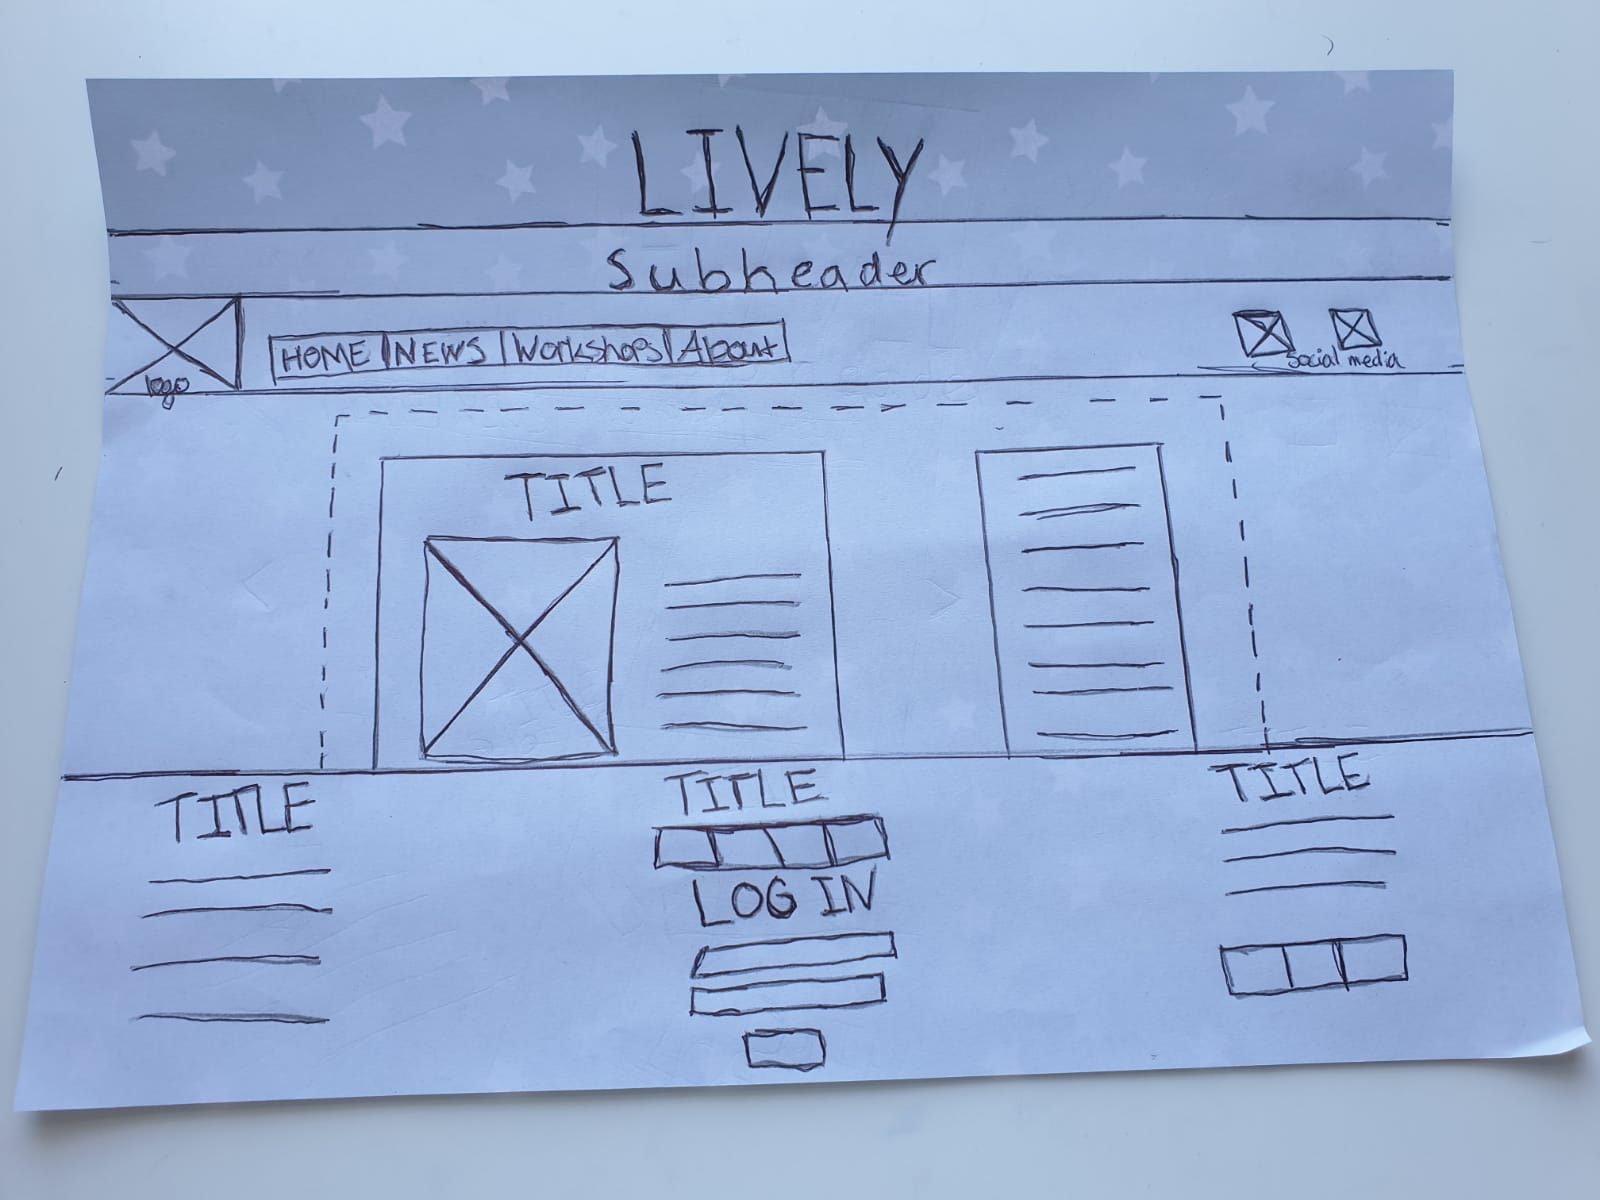 LIVELY
Subheader
logo
HOME NEWS Workshops About
Social media
TITLE
TITLE TITLE TITLE
LOG IN